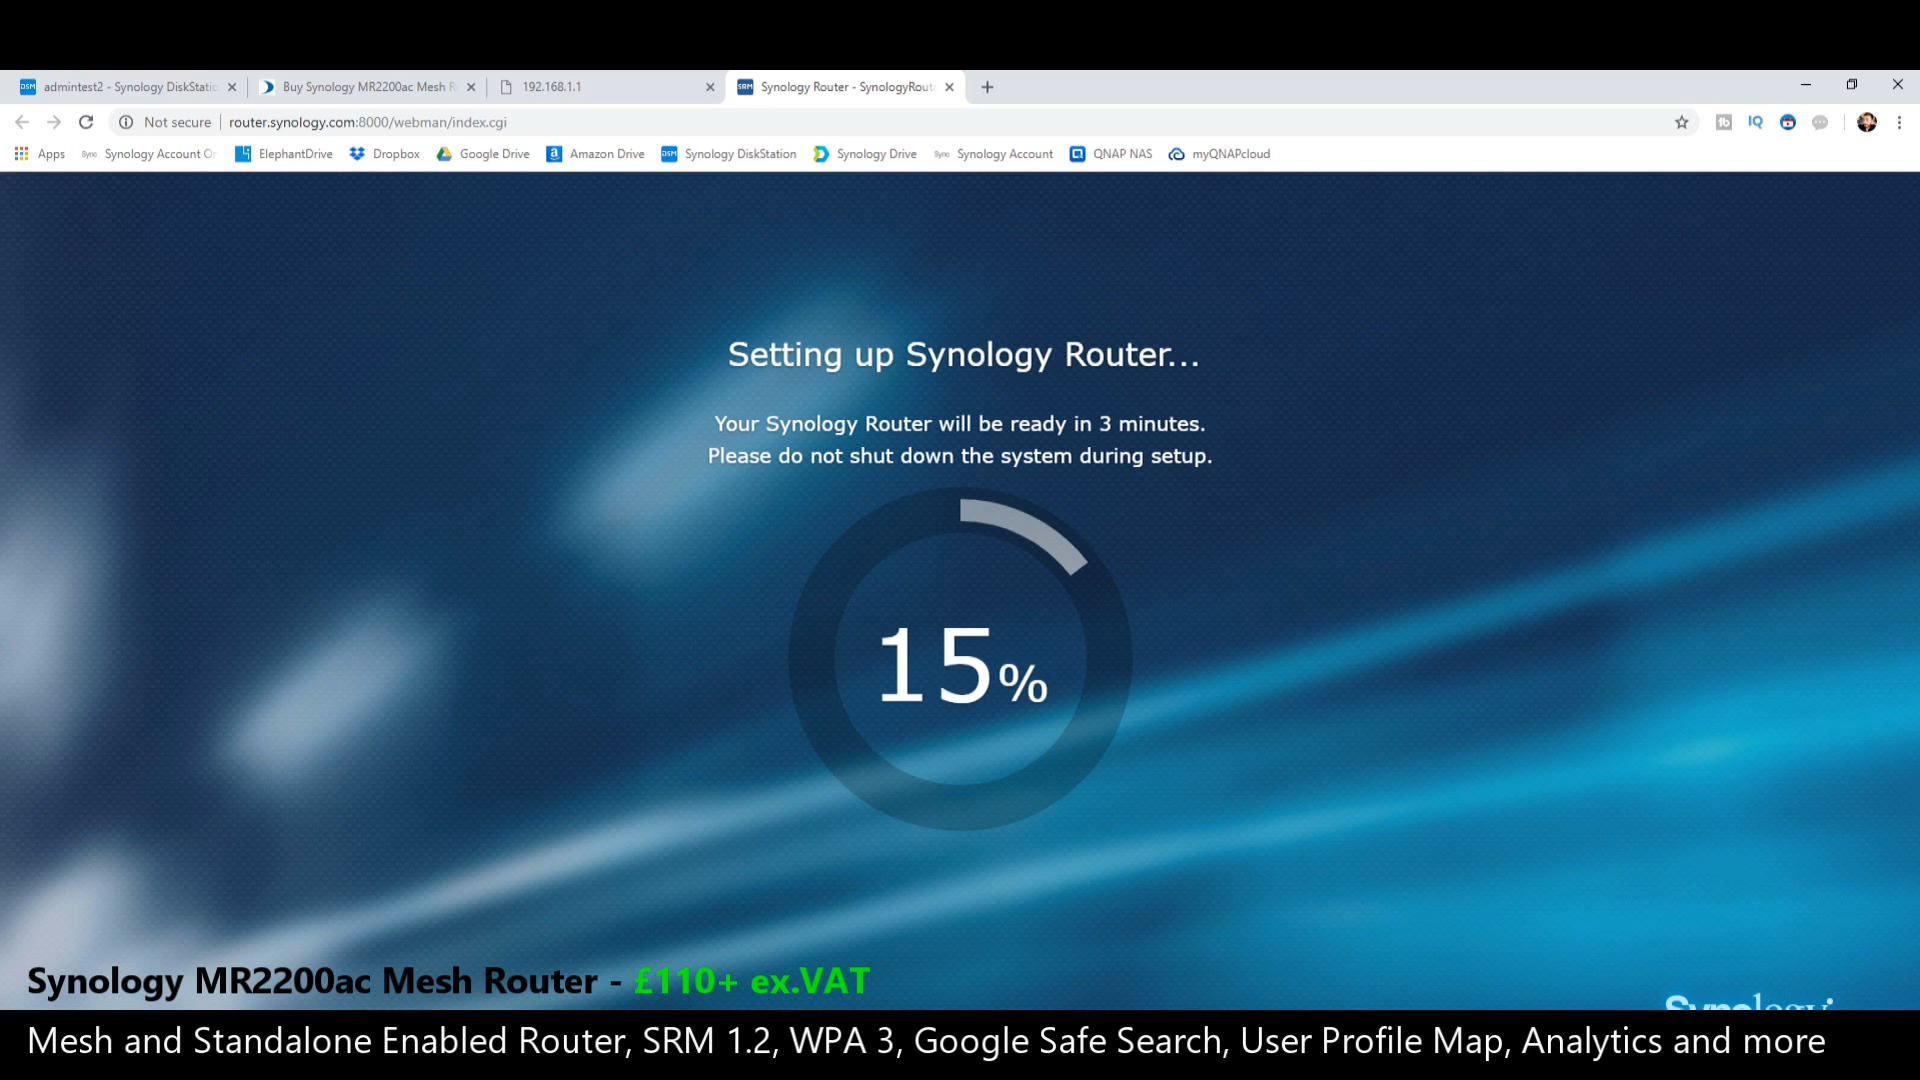 admintest2 - Synology DiskStatic
Buy Synology MR2200ac Mesh R
192.168.1.1
Synology Router - SynologyRout
Not secure
router.synology.com:8000/webman/index.cgi
Apps
Synology Account Or
ElephantDrive
Dropbox
Google Drive
Amazon Drive
Synology DiskStation
Synology Drive
Synology Account
QNAP NAS
myQNAPcloud
Setting up Synology Router...
Your Synology Router will be ready in 3 minutes.
Please do not shut down the system during setup.
15%
Synology MR2200ac Mesh Router - £110+ ex.VAT
Synology
Mesh and Standalone Enabled Router, SRM 1.2, WPA 3, Google Safe Search, User Profile Map, Analytics and more